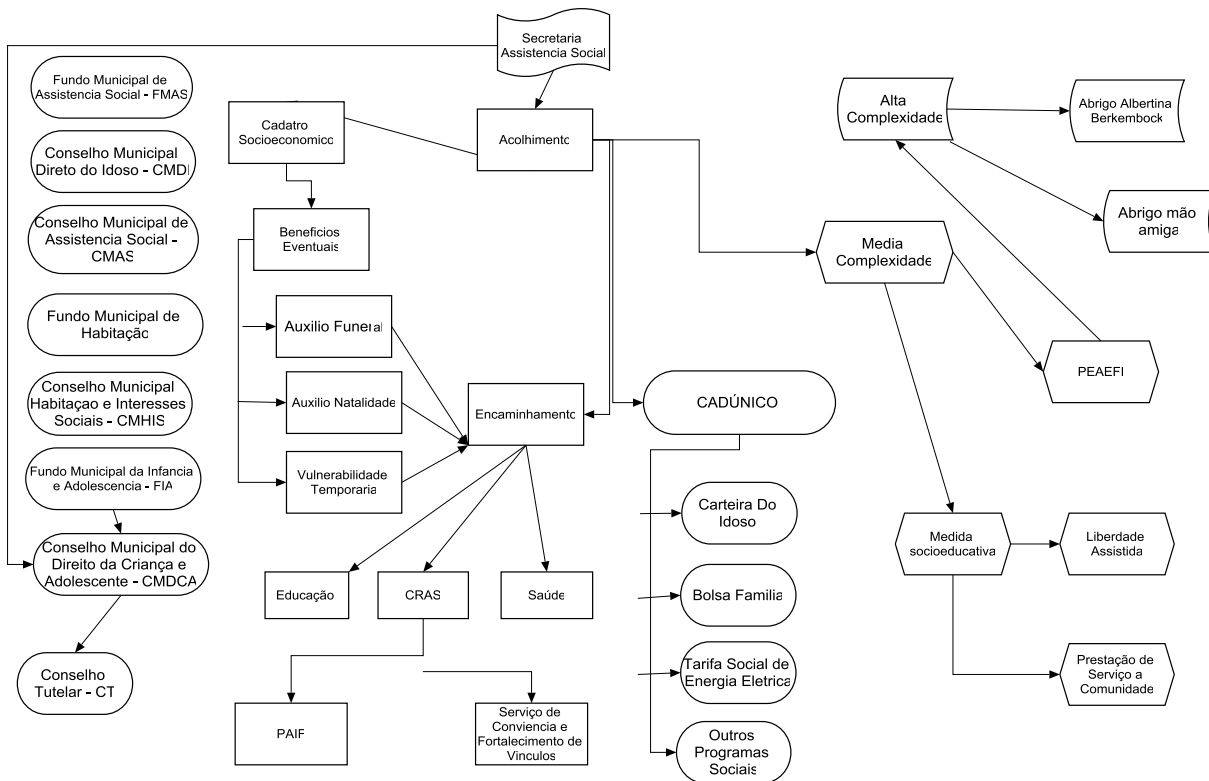 Secretaria
Assistencia Social
Fundo Municipal de
Assistencia Social - FMAS
Conselho Municipal
Direto do Idoso - CMDI
Conselho Municipal de
Assistencia Social -
CMAS
Fundo Municipal de
Habitação
Conselho Municipal
Habitaçao e Interesses
Sociais - CMHIS
Fundo Municipal da Infancia
e Adolescencia - FIA
Conselho Municipal do
Direito da Criança e
Adolescente - CMDCA
Conselho
Tutelar - CT
Cadatro
Socioeconomico
Acolhimento
Beneficios
Eventuais
Auxilio Funeral
Auxilio Natalidade
Vulnerabilidade
Temporaria
Encaminhamento
Educação
CRAS
Saúde
PAIF
Serviço de
Conviencia e
Fortalecimento de
Vinculos
CADÚNICO
Carteira Do
Idoso
Bolsa Familia
Tarifa Social de
Energia Eletrica
Outros
Programas
Sociais
Alta
Complexidade
Abrigo Albertina
Berkembock
Abrigo mão
amiga
Media
Complexidade
PEAEFI
Medida
socioeducativa
Liberdade
Assistida
Prestação de
Serviço a
Comunidade